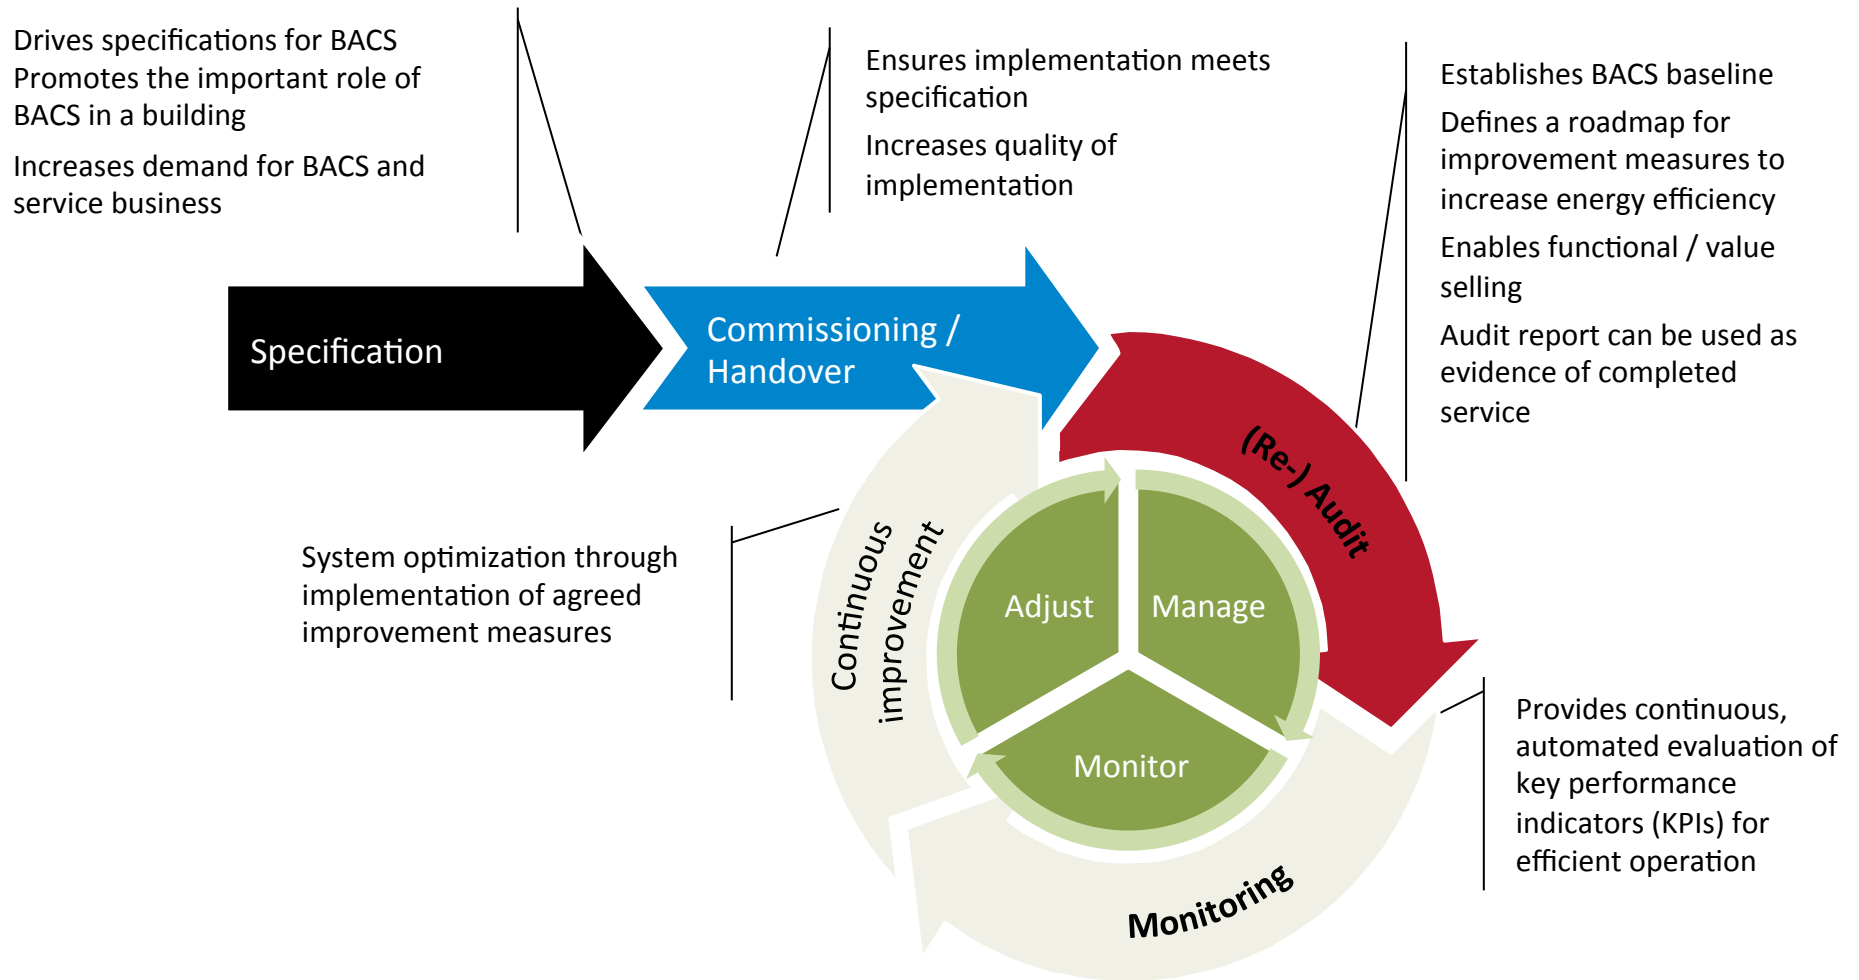 Drives specifications for BACS
Promotes the important role of
BACS in a building
Increases demand for BACS and
service business
Ensures implementation meets
specification
Increases quality of
implementation
Establishes BACS baseline
Defines a roadmap for
improvement measures to
increase energy efficiency
Enables functional / value
selling
Audit report can be used as
evidence of completed
service
Specification
Commissioning /
Handover
(Re-) Audit
System optimization through
implementation of agreed
improvement measures
Continuous
improvement
Adjust
Manage
Monitor
Monitoring
Provides continuous,
automated evaluation of
key performance
indicators (KPIs) for
efficient operation